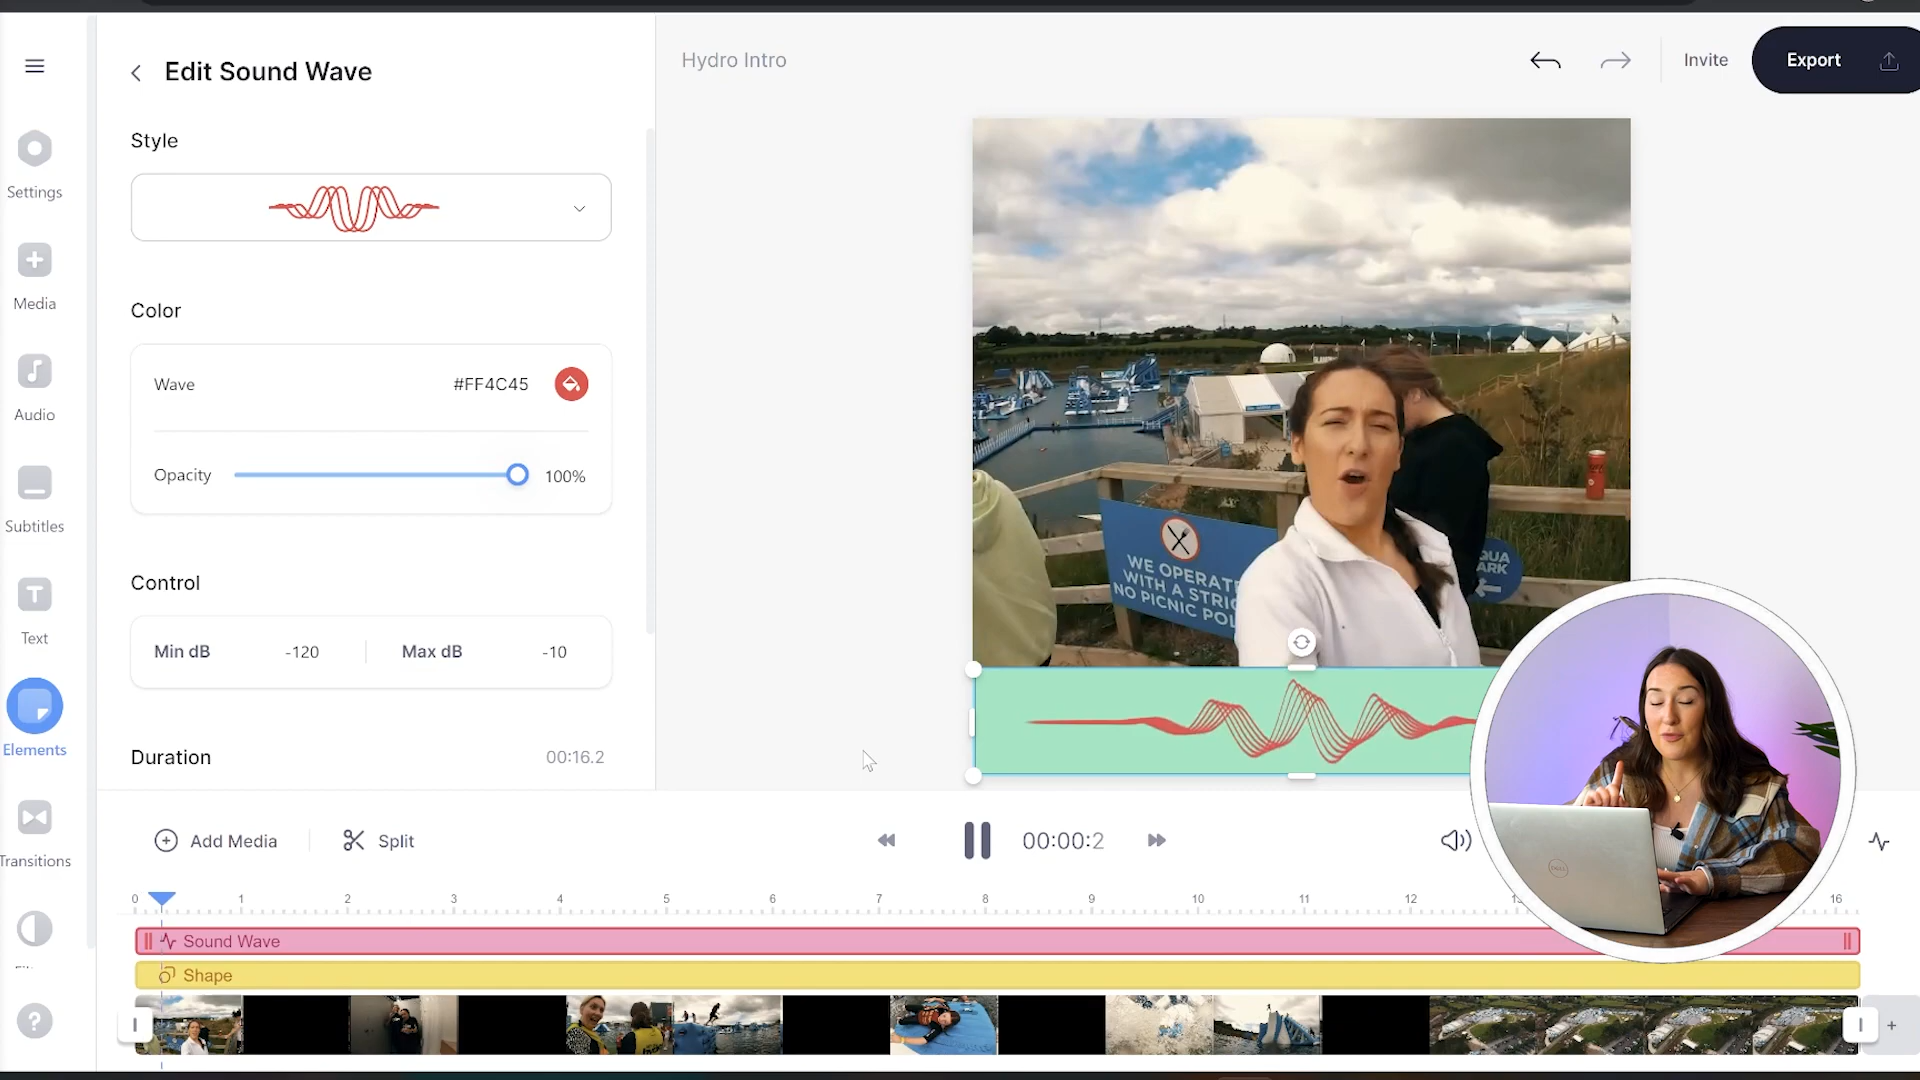 Edit Sound Wave
Hydro Intro
Invite
Export
Settings
Media
Audio
Subtitles
Text
Elements
Transitions
Style
Color
Wave
#FF4C45
Opacity
100%
Control
Min dB
-120
Max dB
-10
Duration
00:16.2
WE OPERAT
WITH A STRI
NO PICNIC POL
QUA
ARK
Add Media
Split
00:00:2
0 1 2 3 4 5 6 7 8 9 10 11 12 16
Sound Wave
Shape
DELL